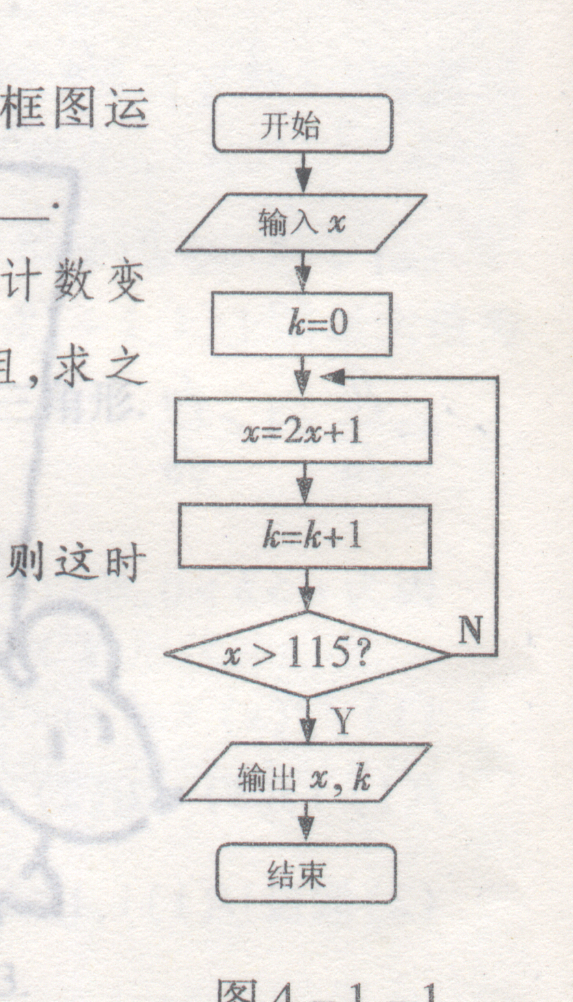 框图运
.
计数变
,求之
则这时
开始
输入 x
k=0
x=2x+1
k=k+1
x > 115?
N
Y
输出 x, k
结束
图 4-1-1